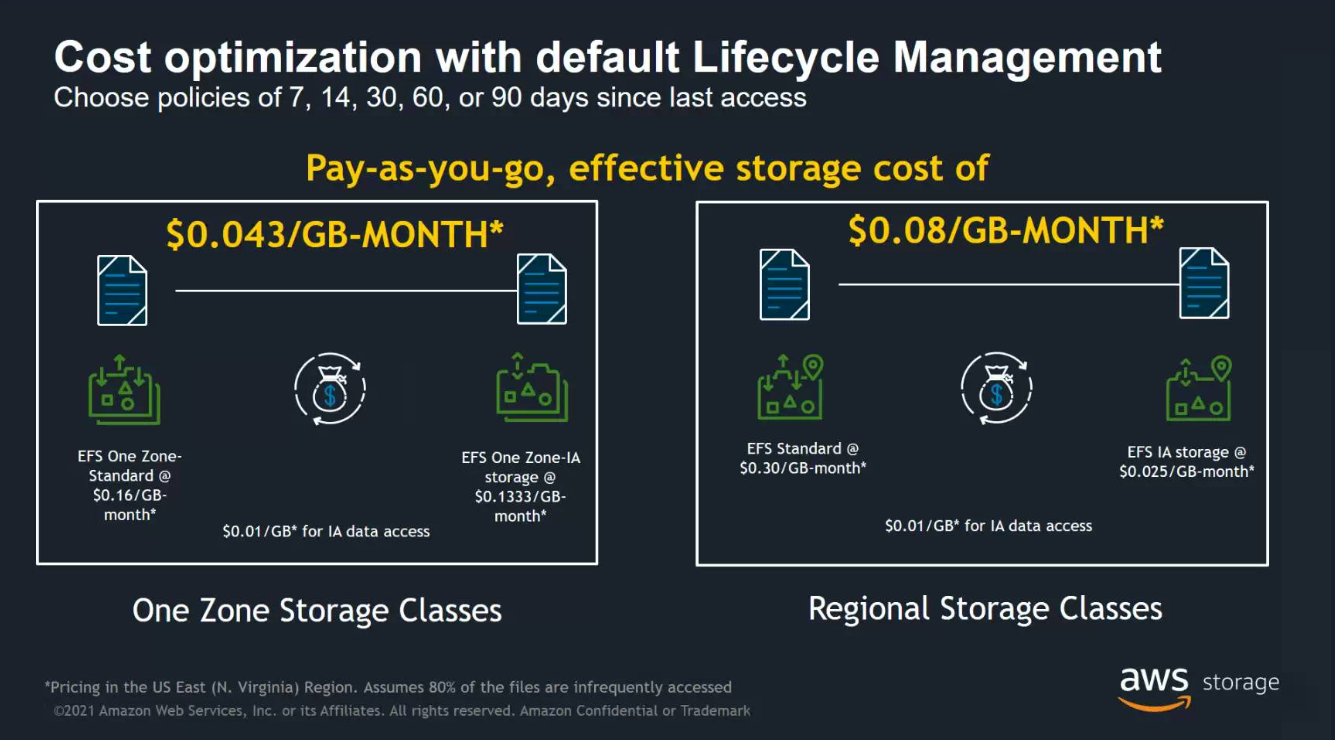 Cost optimization with default Lifecycle Management
Choose policies of 7, 14, 30, 60, or 90 days since last access
Pay-as-you-go, effective storage cost of
$0.043/GB-MONTH*
EFS One Zone-
Standard @
$0.16/GB-
month*
$0.01/GB* for IA data access
EFS One Zone-IA
storage @
$0.1333/GB-
month*
One Zone Storage Classes
$0.08/GB-MONTH*
EFS Standard @
$0.30/GB-month*
$0.01/GB* for IA data access
EFS IA storage @
$0.025/GB-month*
Regional Storage Classes
*Pricing in the US East (N. Virginia) Region. Assumes 80% of the files are infrequently accessed
©2021 Amazon Web Services, Inc. or its Affiliates. All rights reserved. Amazon Confidential or Trademark
aws storage